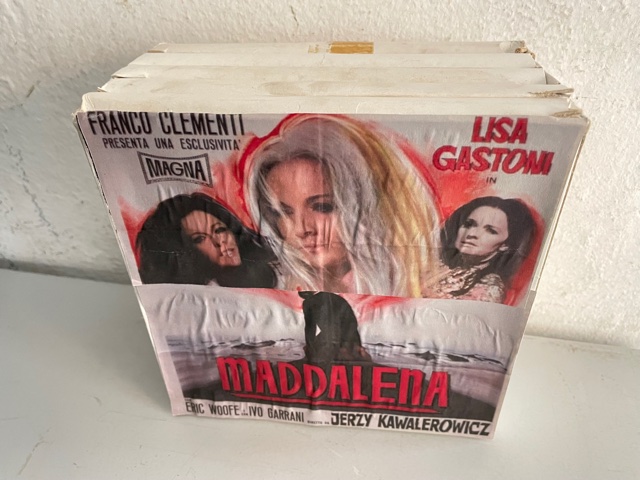 FRANCO CLEMENTI
PRESENTA UNA ESCLUSIVITA'
MAGNA
LISA
GASTONI
IN
MADDALENA
ERIC WOOFE... IVO GARRANI
JERZY KAWALEROWICZ